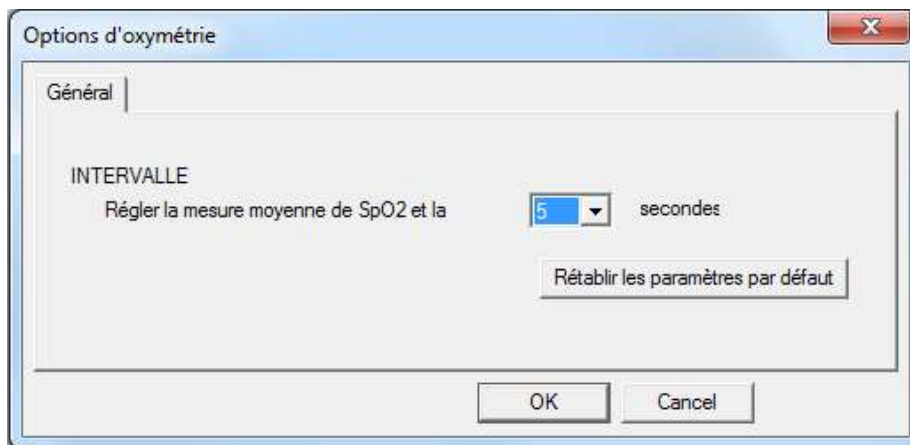 Options d'oxymétrie
Général
INTERVALLE
Régler la mesure moyenne de SpO2 et la 5 secondes
Rétablir les paramètres par défaut
OK Cancel